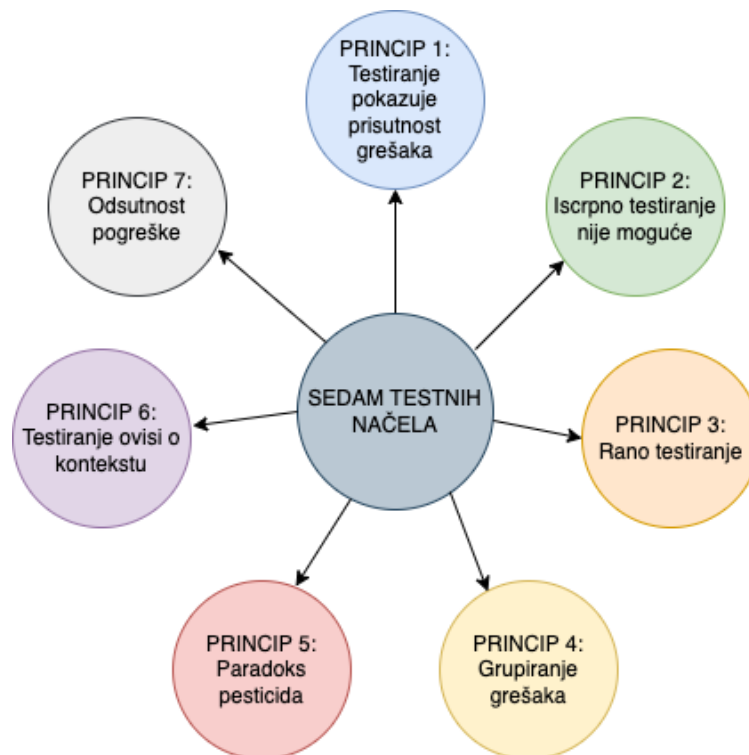 PRINCIP 1:
Testiranje
pokazuje
prisutnost
grešaka
PRINCIP 2:
Iscrpno testiranje
nije moguće
PRINCIP 3:
Rano testiranje
PRINCIP 4:
Grupiranje
grešaka
PRINCIP 5:
Paradoks
pesticida
PRINCIP 6:
Testiranje ovisi o
kontekstu
PRINCIP 7:
Odsutnost
pogreške
SEDAM TESTNIH
NAČELA